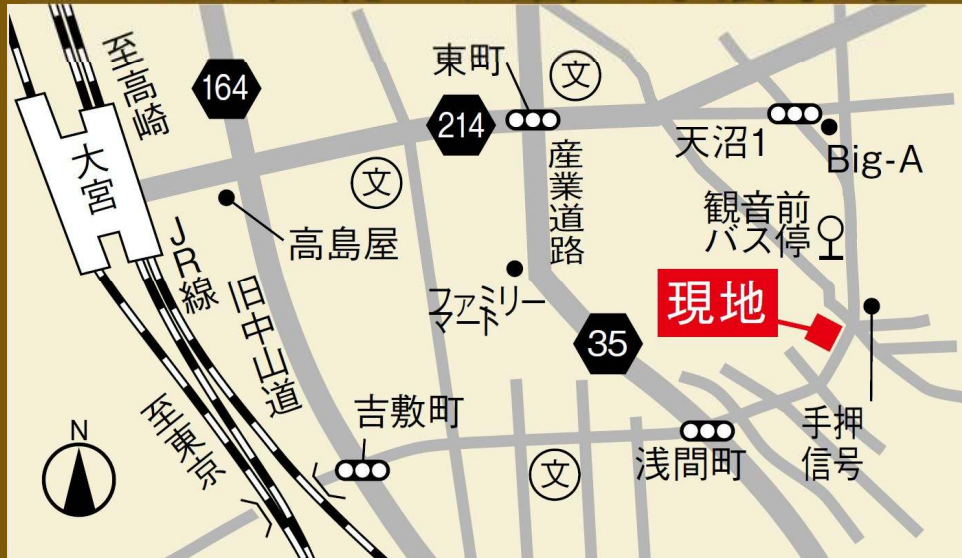 至高崎
164
東町
文
214
天沼1
Big-A
大宮
文
産業道路
観音前
バス停
高島屋
JR線
ファミリー
マート
現地
旧中山道
35
至東京
吉敷町
手押
信号
N
文
浅間町